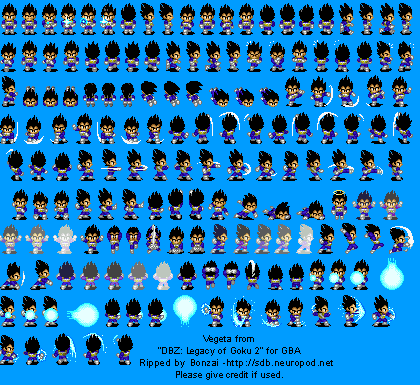 Vegeta from
"DBZ: Legacy of Goku 2" for GBA
Ripped by Bonzai -http://sdb.neuropod.net
Please give credit if used.